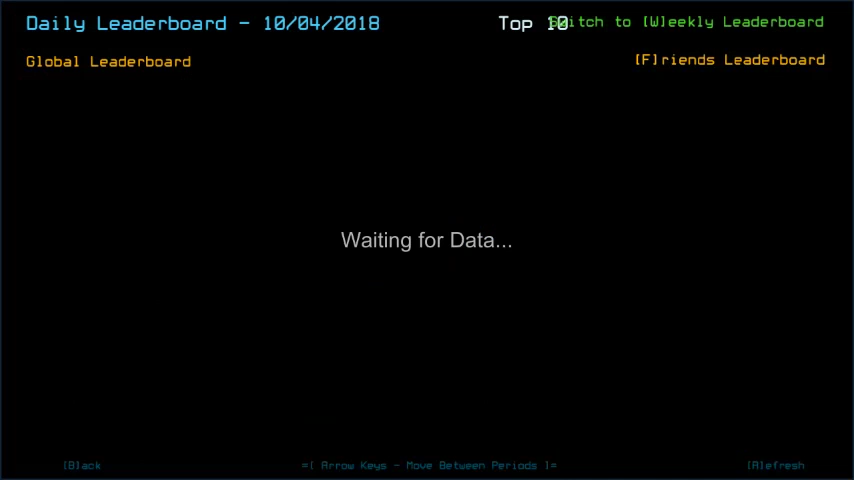 Daily Leaderboard - 10/04/2018
Top 10
Switch to [W]eekly Leaderboard
Global Leaderboard
[F]riends Leaderboard
Waiting for Data...
[B]ack
=[ Arrow Keys - Move Between Periods ]=
[R]efresh